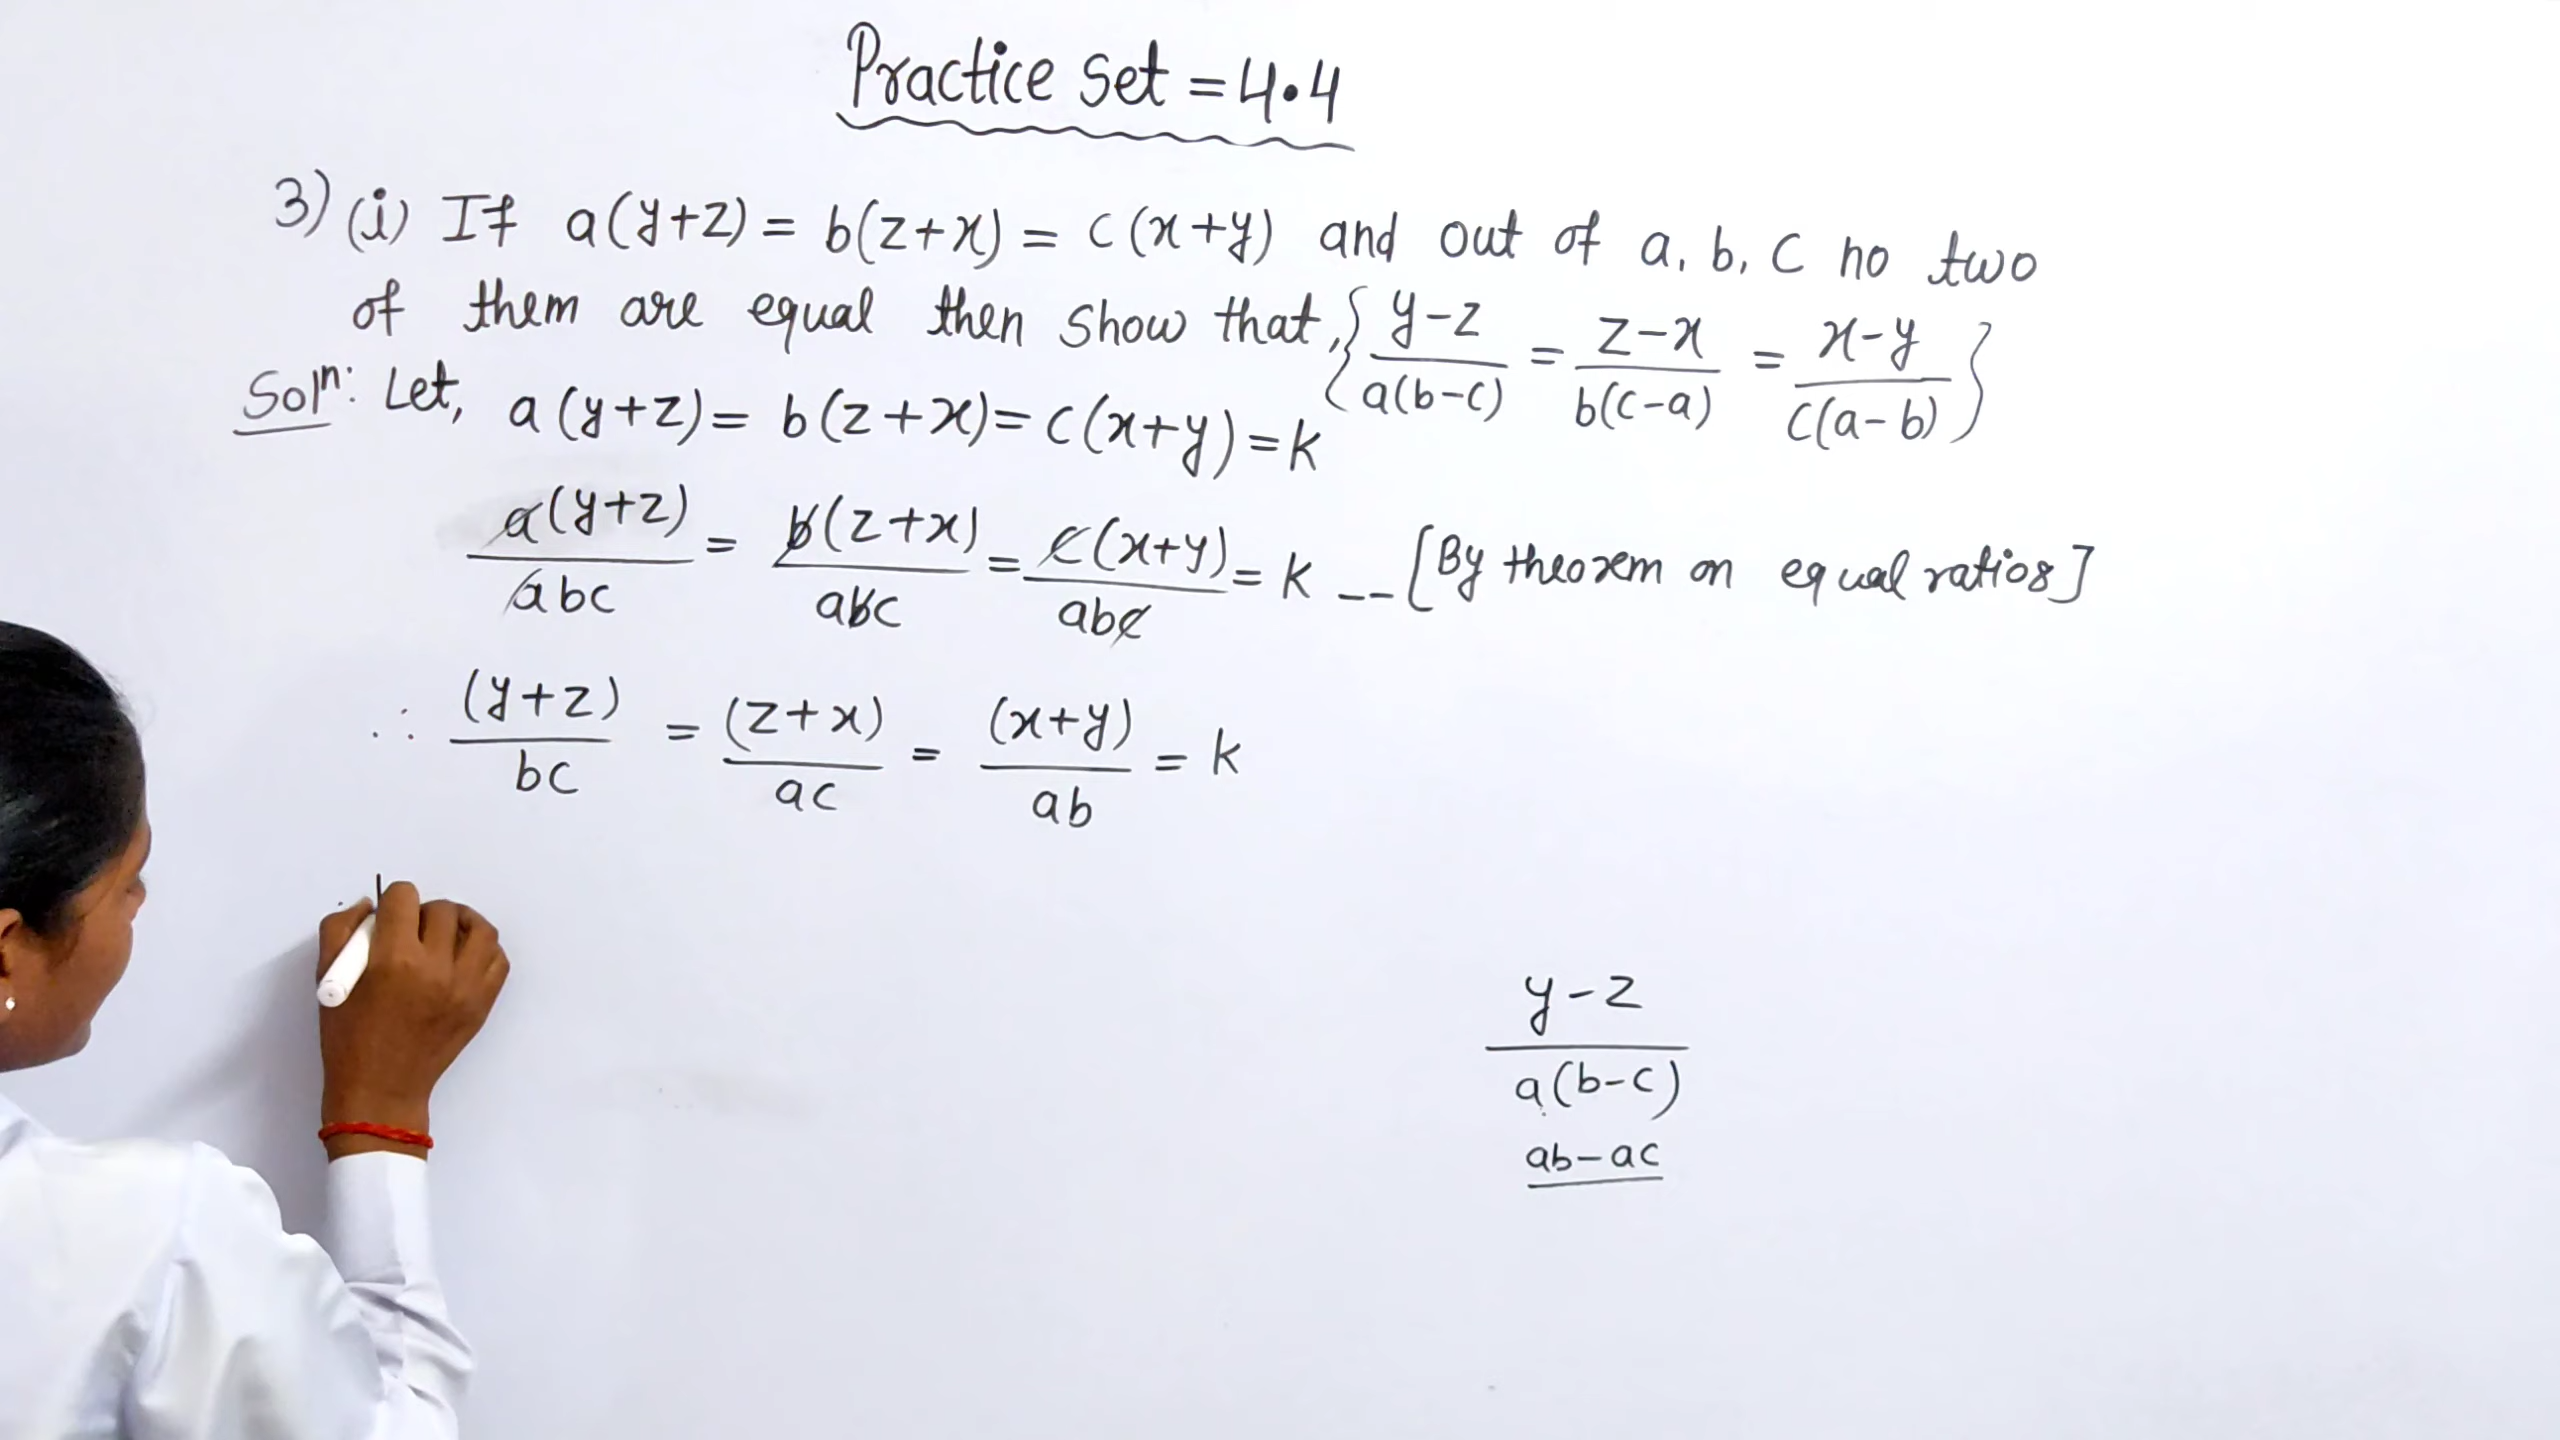 Practice Set = 4.4
3) (i) If a(y+z) = b(z+x) = c(x+y) and out of a, b, c no two
of them are equal then show that, { (y-z)/(a(b-c)) = (z-x)/(b(c-a)) = (x-y)/(c(a-b)) }
Solⁿ: Let, a(y+z) = b(z+x) = c(x+y) = k
a(y+z)/abc = b(z+x)/abc = c(x+y)/abc = k -- [By theorem on equal ratios]
∴ (y+z)/bc = (z+x)/ac = (x+y)/ab = k
y-z
a(b-c)
ab-ac